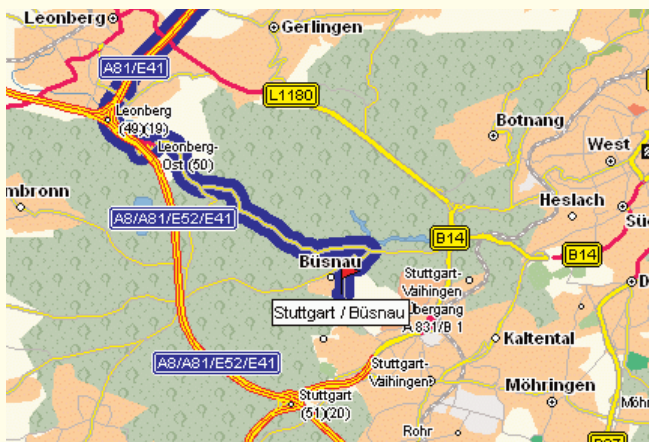 Leonberg
Gerlingen
A81/E41
L1180
Leonberg
(49)(19)
Botnang
Leonberg-
Ost (50)
West
mbronn
Heslach
A8/A81/E52/E41
B14
B14
Büsnau
Stuttgart-
Vaihingen
Stuttgart / Büsnau
bergang
A 831/B 1
Kaltental
A8/A81/E52/E41
Stuttgart-
Vaihingen
Stuttgart
(51)(20)
Möhringen
Rohr